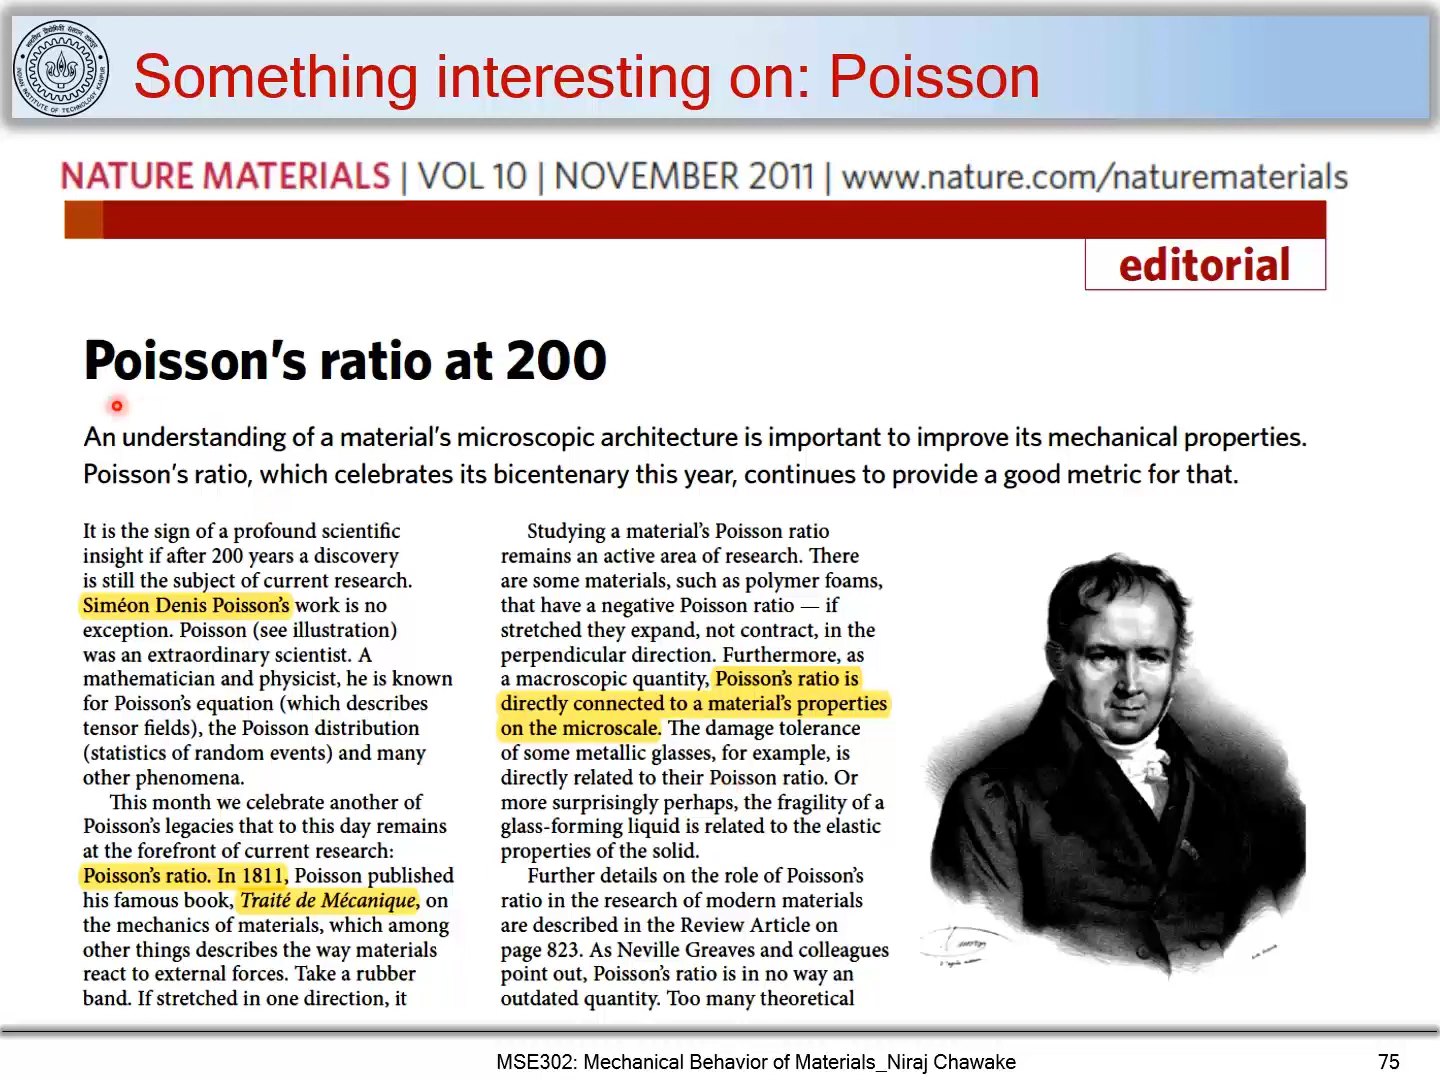 Something interesting on: Poisson
NATURE MATERIALS | VOL 10 | NOVEMBER 2011 | www.nature.com/naturematerials
editorial
Poisson's ratio at 200
An understanding of a material's microscopic architecture is important to improve its mechanical properties.
Poisson's ratio, which celebrates its bicentenary this year, continues to provide a good metric for that.
It is the sign of a profound scientific
insight if after 200 years a discovery
is still the subject of current research.
Siméon Denis Poisson's work is no
exception. Poisson (see illustration)
was an extraordinary scientist. A
mathematician and physicist, he is known
for Poisson's equation (which describes
tensor fields), the Poisson distribution
(statistics of random events) and many
other phenomena.
This month we celebrate another of
Poisson's legacies that to this day remains
at the forefront of current research:
Poisson's ratio. In 1811, Poisson published
his famous book, Traité de Mécanique, on
the mechanics of materials, which among
other things describes the way materials
react to external forces. Take a rubber
band. If stretched in one direction, it
Studying a material's Poisson ratio
remains an active area of research. There
are some materials, such as polymer foams,
that have a negative Poisson ratio — if
stretched they expand, not contract, in the
perpendicular direction. Furthermore, as
a macroscopic quantity, Poisson's ratio is
directly connected to a material's properties
on the microscale. The damage tolerance
of some metallic glasses, for example, is
directly related to their Poisson ratio. Or
more surprisingly perhaps, the fragility of a
glass-forming liquid is related to the elastic
properties of the solid.
Further details on the role of Poisson's
ratio in the research of modern materials
are described in the Review Article on
page 823. As Neville Greaves and colleagues
point out, Poisson's ratio is in no way an
outdated quantity. Too many theoretical
MSE302: Mechanical Behavior of Materials_Niraj Chawake
75